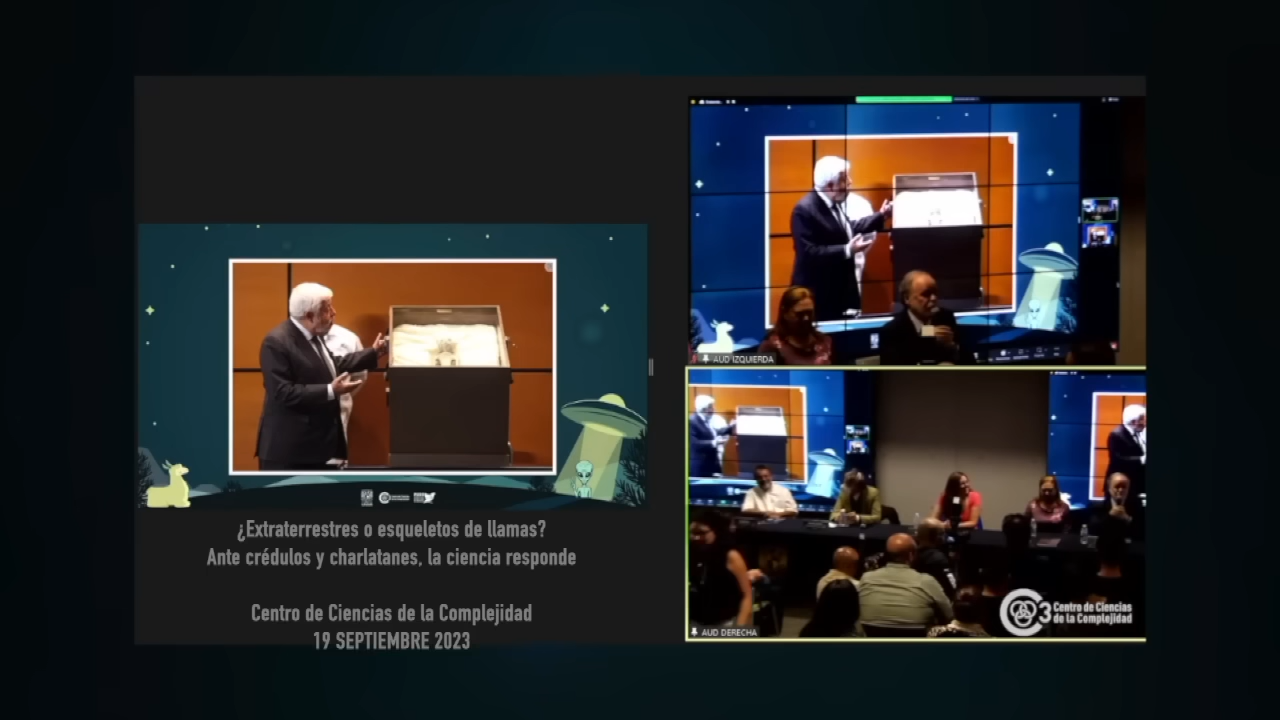 ¿Extraterrestres o esqueletos de llamas?
Ante crédulos y charlatanes, la ciencia responde
Centro de Ciencias de la Complejidad
19 SEPTIEMBRE 2023
AUD IZQUIERDA
AUD DERECHA
C3 Centro de Ciencias
de la Complejidad